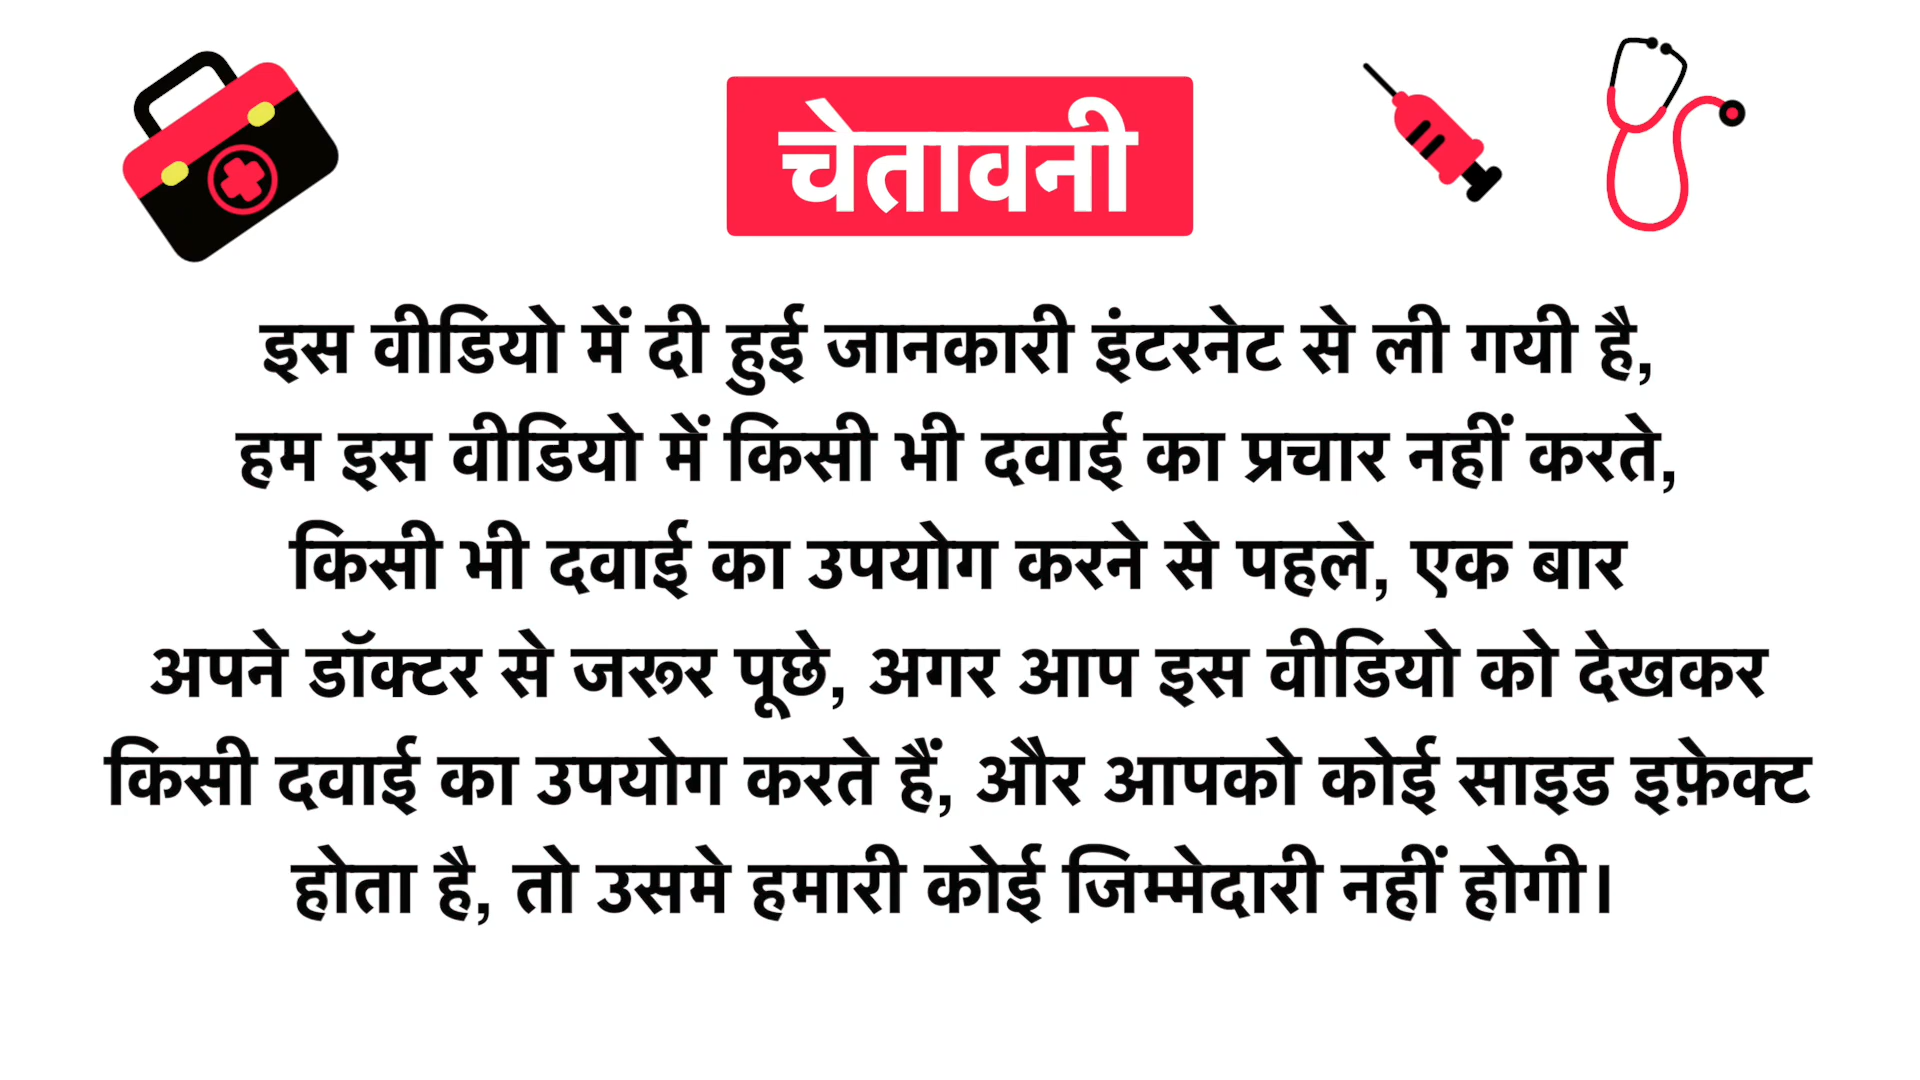 चेतावनी
इस वीडियो में दी हुई जानकारी इंटरनेट से ली गयी है,
हम इस वीडियो में किसी भी दवाई का प्रचार नहीं करते,
किसी भी दवाई का उपयोग करने से पहले, एक बार
अपने डॉक्टर से जरूर पूछे, अगर आप इस वीडियो को देखकर
किसी दवाई का उपयोग करते हैं, और आपको कोई साइड इफ़ेक्ट
होता है, तो उसमे हमारी कोई जिम्मेदारी नहीं होगी।